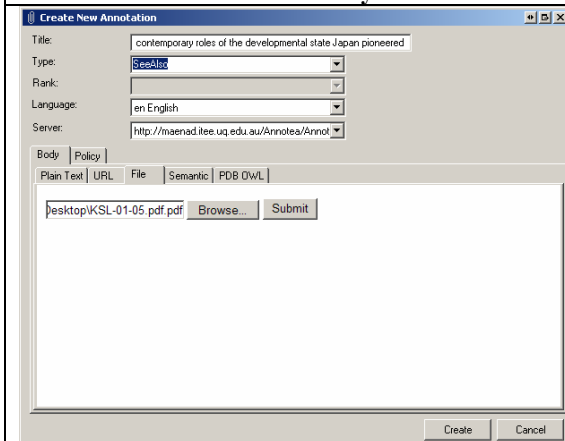 Create New Annotation
Title: contemporary roles of the developmental state Japan pioneered
Type: SeeAlso
Rank:
Language: en English
Server: http://maenad.itee.uq.edu.au/Annotea/Annot
Body Policy
Plain Text URL File Semantic PDB OWL
Desktop\KSL-01-05.pdf.pdf Browse... Submit
Create Cancel